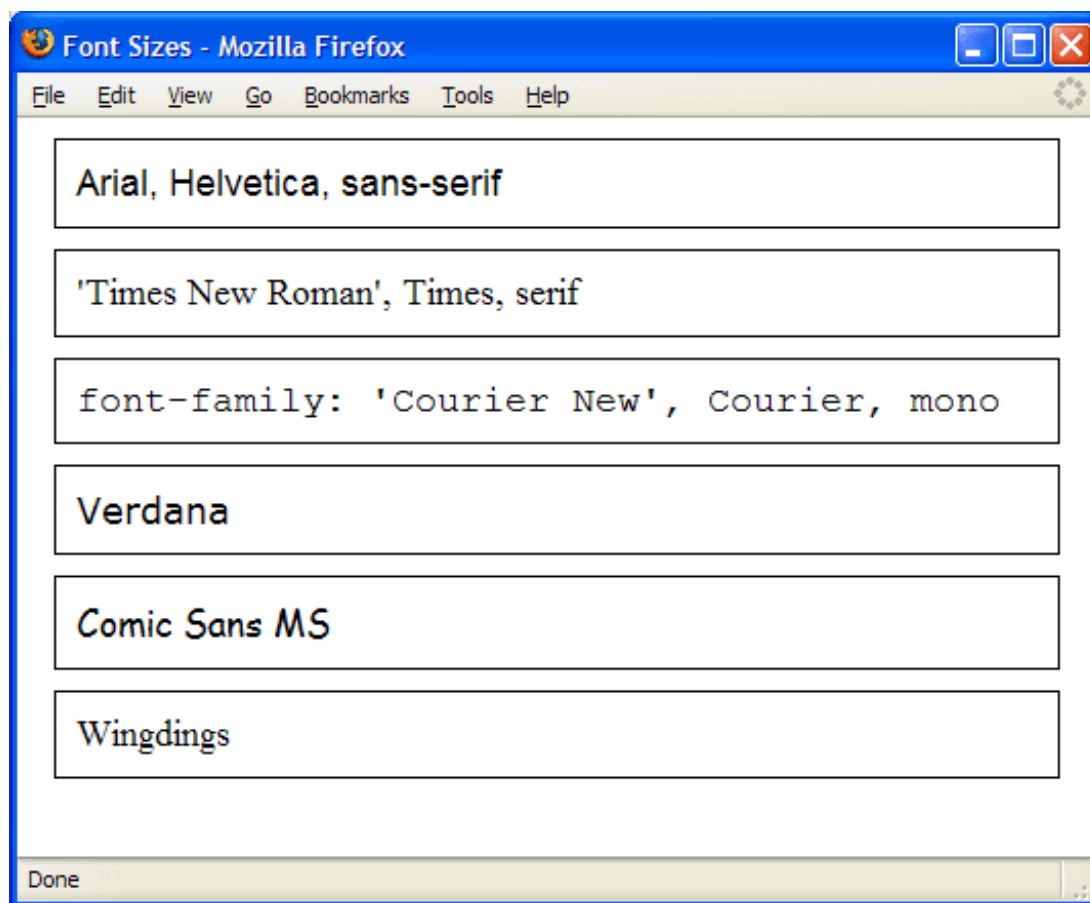 Font Sizes - Mozilla Firefox
File Edit View Go Bookmarks Tools Help
Arial, Helvetica, sans-serif
'Times New Roman', Times, serif
font-family: 'Courier New', Courier, mono
Verdana
Comic Sans MS
Wingdings
Done